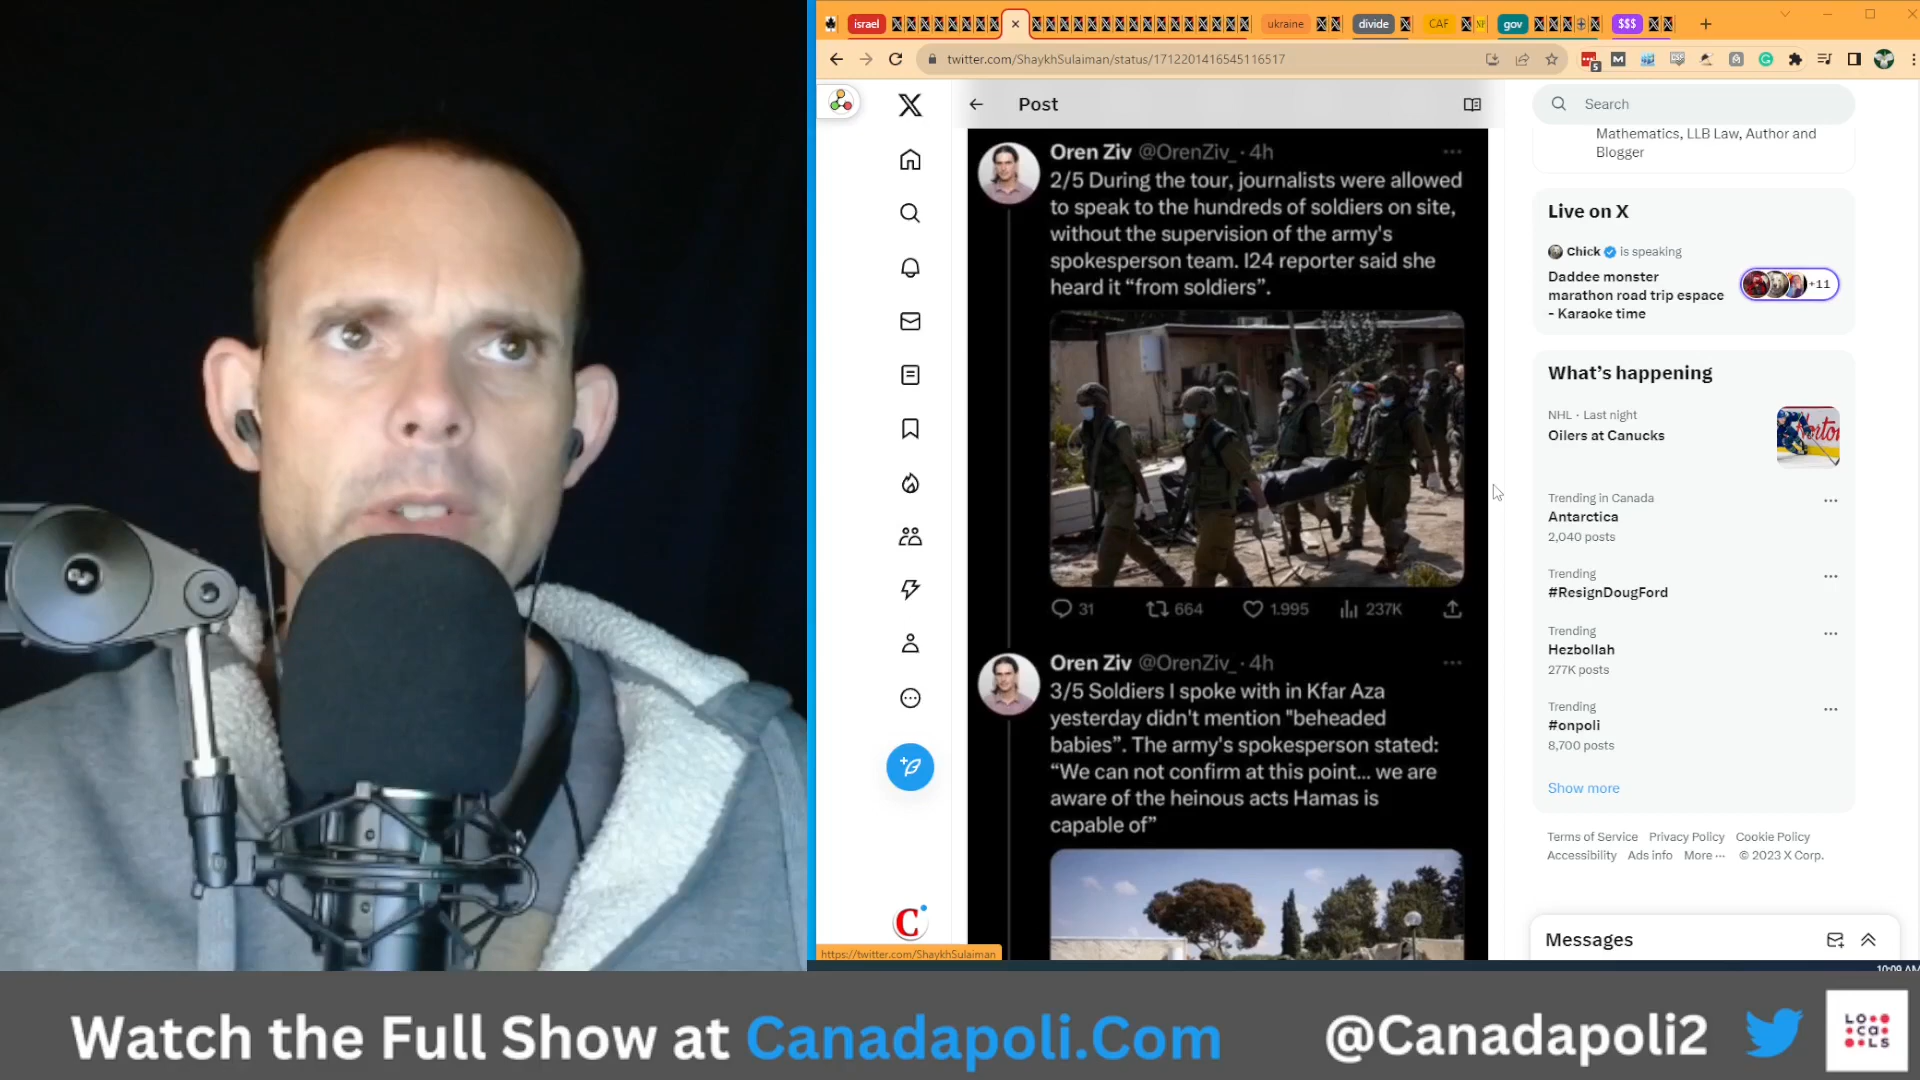 israel
ukraine
divide
CAF
gov
$$$
twitter.com/ShaykhSulaiman/status/1712201416545116517
5
Post
Search
Oren Ziv @OrenZiv_ · 4h
2/5 During the tour, journalists were allowed
to speak to the hundreds of soldiers on site,
without the supervision of the army's
spokesperson team. I24 reporter said she
heard it “from soldiers”.
31
664
1.995
237K
Oren Ziv @OrenZiv_ · 4h
3/5 Soldiers I spoke with in Kfar Aza
yesterday didn't mention "beheaded
babies”. The army's spokesperson stated:
“We can not confirm at this point... we are
aware of the heinous acts Hamas is
capable of”
Mathematics, LLB Law, Author and
Blogger
Live on X
Chick is speaking
Daddee monster
marathon road trip espace
- Karaoke time
+11
What’s happening
NHL · Last night
Oilers at Canucks
Trending in Canada
Antarctica
2,040 posts
Trending
#ResignDougFord
Trending
Hezbollah
277K posts
Trending
#onpoli
8,700 posts
Show more
Terms of Service Privacy Policy Cookie Policy
Accessibility Ads info More ··· © 2023 X Corp.
Messages
C
https://twitter.com/ShaykhSulaiman
10:09 AM
Watch the Full Show at Canadapoli.Com
@Canadapoli2
LO
ca
LS